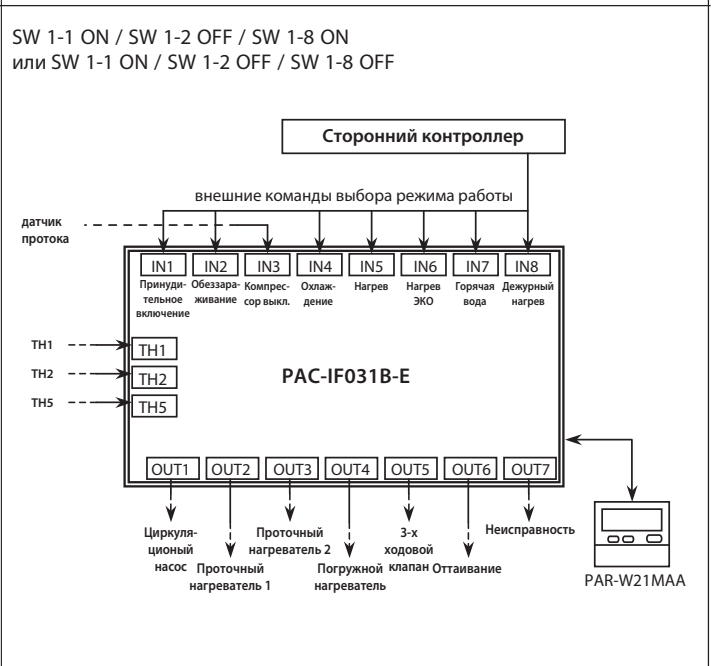 SW 1-1 ON / SW 1-2 OFF / SW 1-8 ON
или SW 1-1 ON / SW 1-2 OFF / SW 1-8 OFF
Сторонний контроллер
внешние команды выбора режима работы
датчик
протока
IN1 IN2 IN3 IN4 IN5 IN6 IN7 IN8
Принуди-
тельное
включение
Обеззара-
живание
Компрес-
сор выкл.
Охлаж-
дение
Нагрев
Нагрев
ЭКО
Горячая
вода
Дежурный
нагрев
TH1 TH1
TH2 TH2
TH5 TH5
PAC-IF031B-E
OUT1 OUT2 OUT3 OUT4 OUT5 OUT6 OUT7
Циркуля-
ционый
насос
Проточный
нагреватель 1
Проточный
нагреватель 2
Погружной
нагреватель
3-х
ходовой
клапан
Оттаивание
Неисправность
PAR-W21MAA